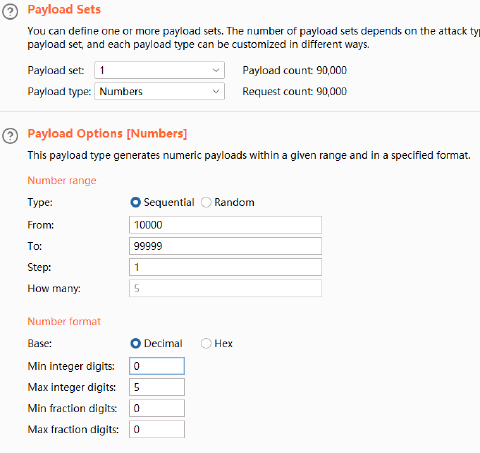 Payload Sets
You can define one or more payload sets. The number of payload sets depends on the attack
payload set, and each payload type can be customized in different ways.
Payload set: 1 Payload count: 90,000
Payload type: Numbers Request count: 90,000
Payload Options [Numbers]
This payload type generates numeric payloads within a given range and in a specified format.
Number range
Type: Sequential Random
From: 10000
To: 99999
Step: 1
How many: 5
Number format
Base: Decimal Hex
Min integer digits: 0
Max integer digits: 5
Min fraction digits: 0
Max fraction digits: 0